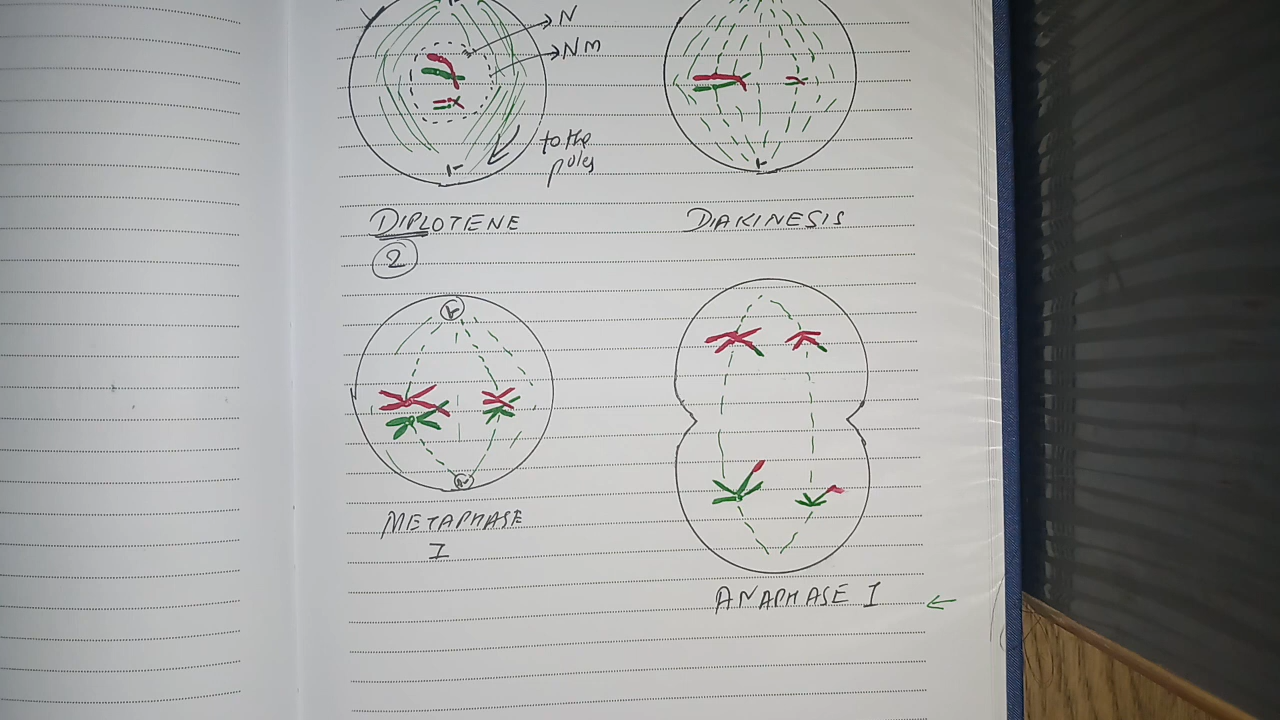 N
Nm
to the
poles
DIPLOTENE
DIAKINESIS
2
METAPHASE
I
ANAPHASE I